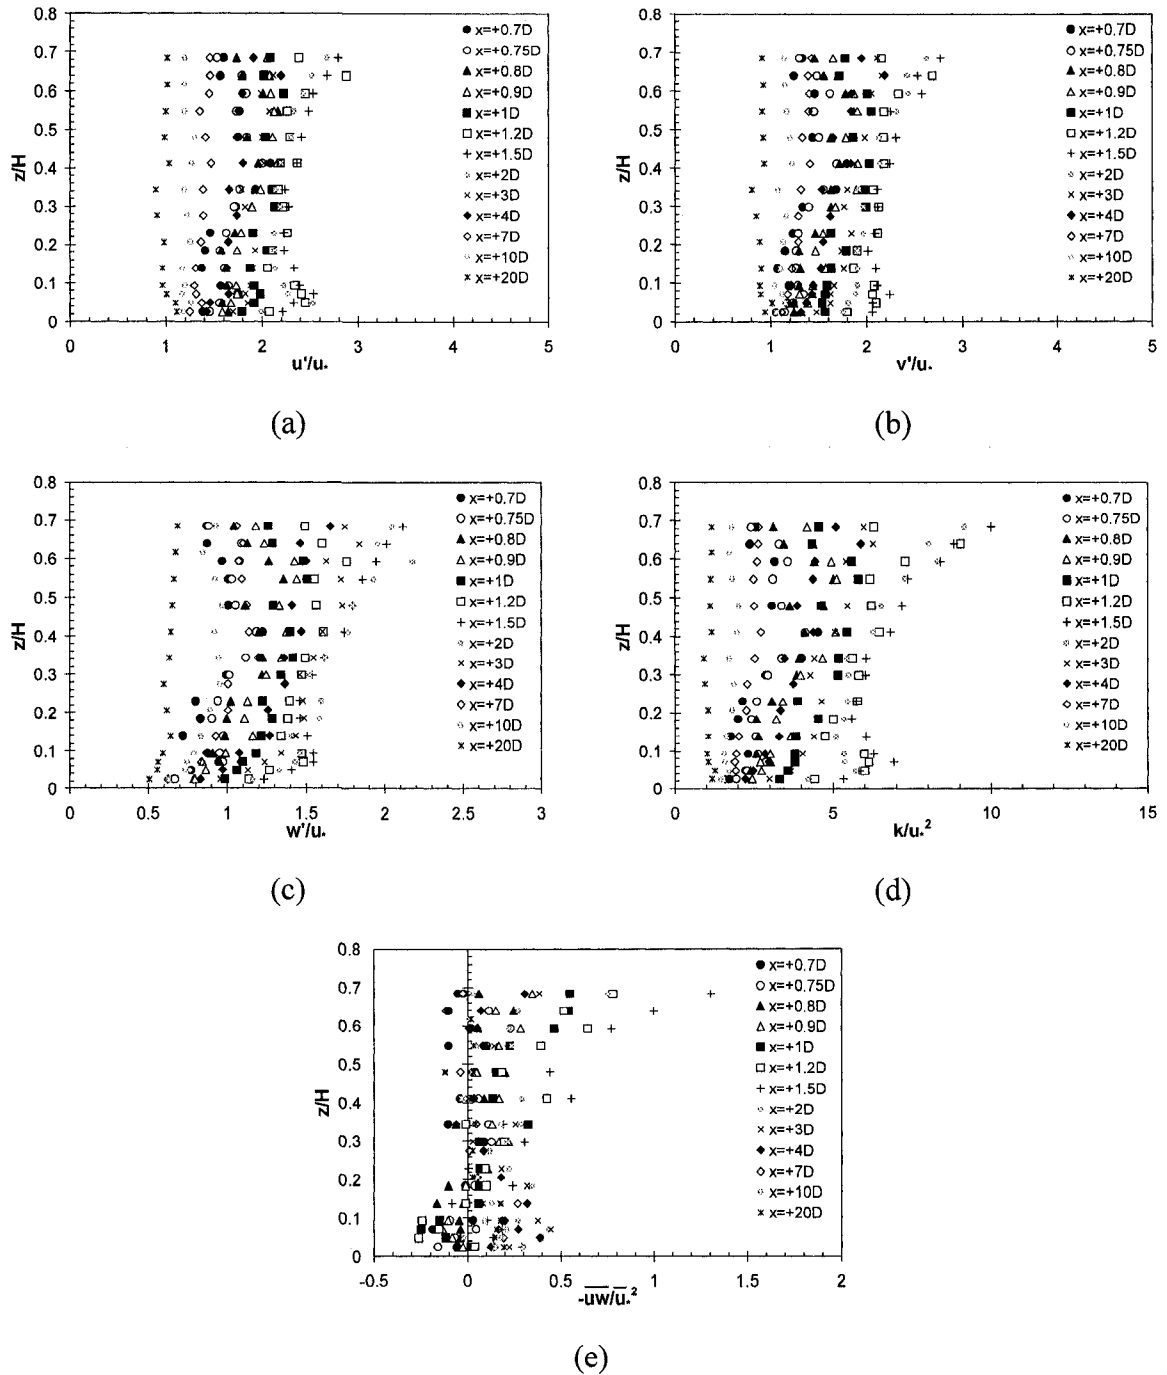 0.8
0.7
0.6
0.5
0.4
0.3
0.2
0.1
0
z/H
0 1 2 3 4 5
u'/u*
x=+0.7D
x=+0.75D
x=+0.8D
x=+0.9D
x=+1D
x=+1.2D
x=+1.5D
x=+2D
x=+3D
x=+4D
x=+7D
x=+10D
x=+20D
(a)
0.8
0.7
0.6
0.5
0.4
0.3
0.2
0.1
0
z/H
0 1 2 3 4 5
v'/u*
x=+0.7D
x=+0.75D
x=+0.8D
x=+0.9D
x=+1D
x=+1.2D
x=+1.5D
x=+2D
x=+3D
x=+4D
x=+7D
x=+10D
x=+20D
(b)
0.8
0.7
0.6
0.5
0.4
0.3
0.2
0.1
0
z/H
0 0.5 1 1.5 2 2.5 3
w'/u*
x=+0.7D
x=+0.75D
x=+0.8D
x=+0.9D
x=+1D
x=+1.2D
x=+1.5D
x=+2D
x=+3D
x=+4D
x=+7D
x=+10D
x=+20D
(c)
0.8
0.7
0.6
0.5
0.4
0.3
0.2
0.1
0
z/H
0 5 10 15
k/u*²
x=+0.7D
x=+0.75D
x=+0.8D
x=+0.9D
x=+1D
x=+1.2D
x=+1.5D
x=+2D
x=+3D
x=+4D
x=+7D
x=+10D
x=+20D
(d)
0.8
0.7
0.6
0.5
0.4
0.3
0.2
0.1
0
z/H
-0.5 0 0.5 1 1.5 2
-u̅w̅/u̅*²
x=+0.7D
x=+0.75D
x=+0.8D
x=+0.9D
x=+1D
x=+1.2D
x=+1.5D
x=+2D
x=+3D
x=+4D
x=+7D
x=+10D
x=+20D
(e)